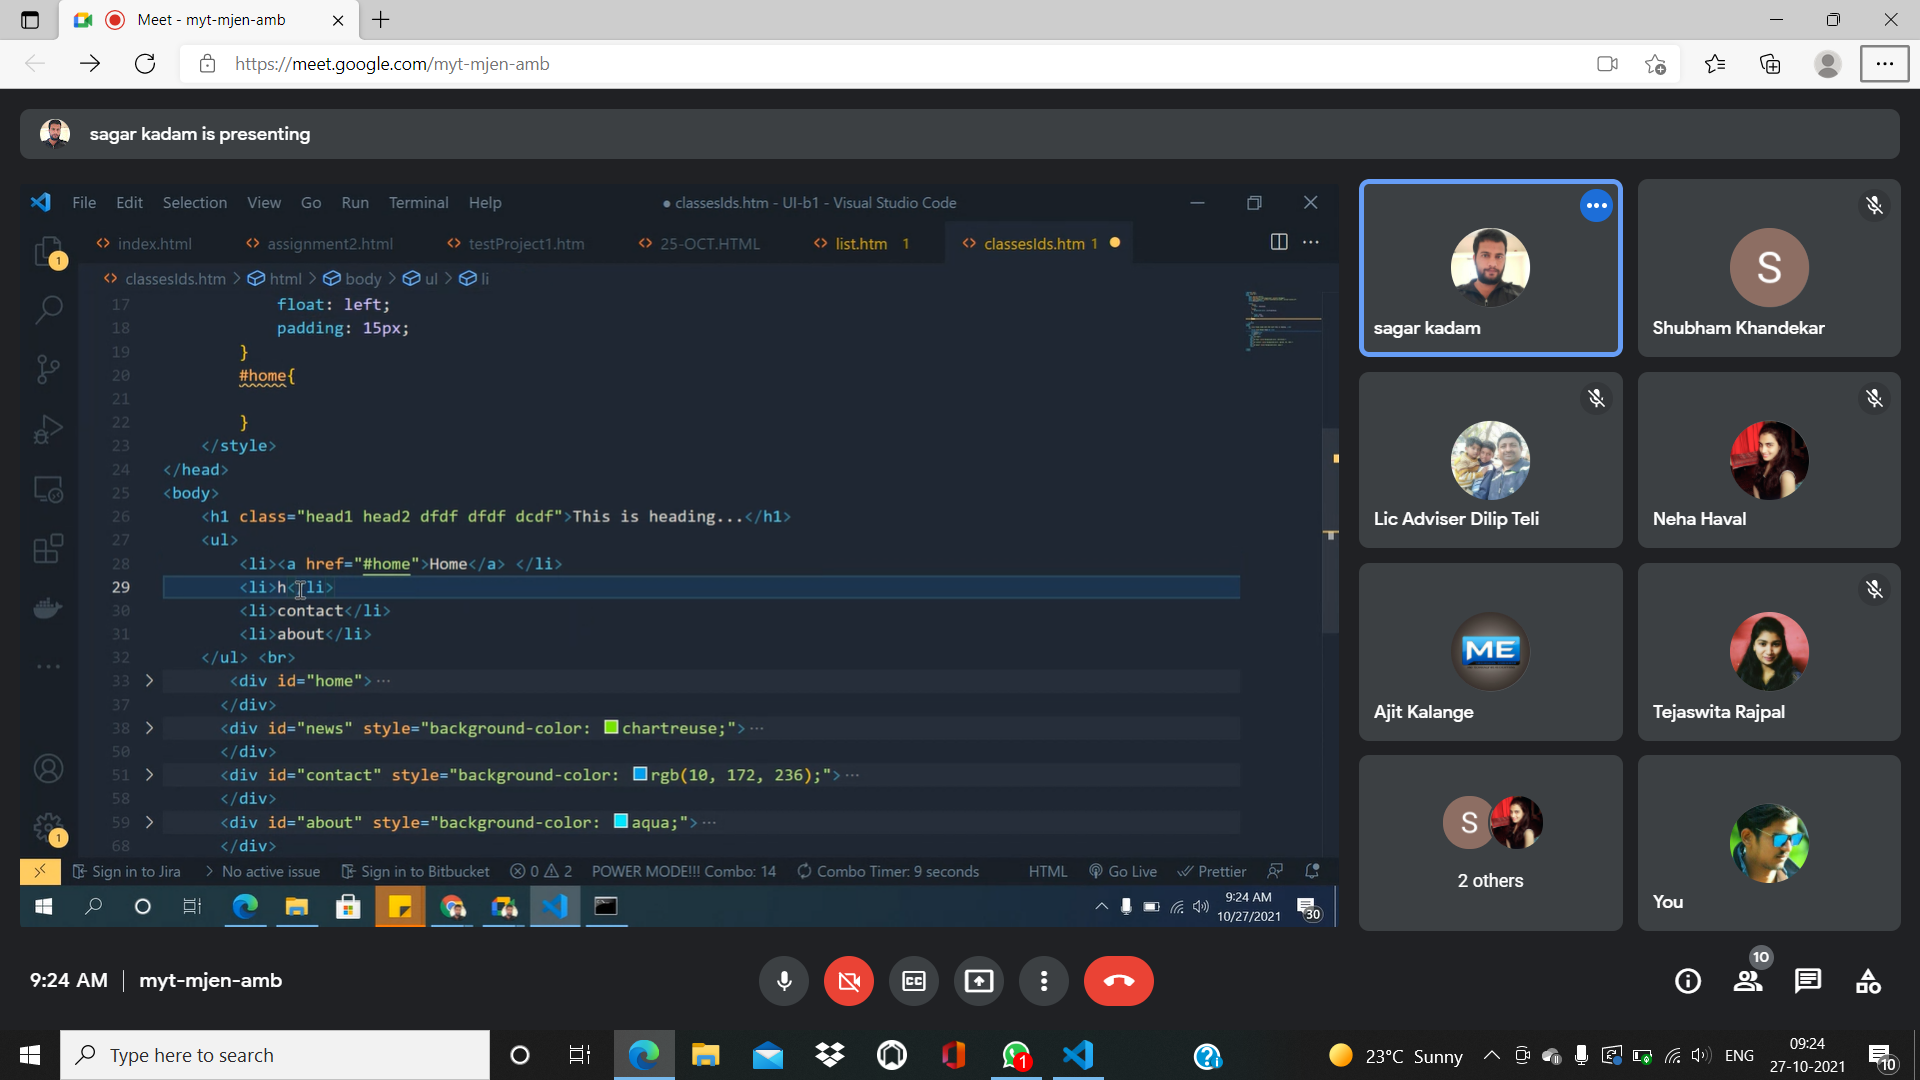 Meet - myt-mjen-amb
https://meet.google.com/myt-mjen-amb
sagar kadam is presenting
File Edit Selection View Go Run Terminal Help
● classesIds.htm - UI-b1 - Visual Studio Code
index.html assignment2.html testProject1.htm 25-OCT.HTML list.htm 1 classesIds.htm 1
classesIds.htm > html > body > ul > li
17 float: left;
18 padding: 15px;
19 }
20 #home{
21
22 }
23 </style>
24 </head>
25 <body>
26 <h1 class="head1 head2 dfdf dfdf dcdf">This is heading...</h1>
27 <ul>
28 <li><a href="#home">Home</a> </li>
29 <li>h</li>
30 <li>contact</li>
31 <li>about</li>
32 </ul> <br>
33 > <div id="home">...
37 </div>
38 > <div id="news" style="background-color: chartreuse;">...
50 </div>
51 > <div id="contact" style="background-color: rgb(10, 172, 236);">...
58 </div>
59 > <div id="about" style="background-color: aqua;">...
68 </div>
1
1
Sign in to Jira > No active issue Sign in to Bitbucket 0 2 POWER MODE!!! Combo: 14 Combo Timer: 9 seconds HTML Go Live Prettier
9:24 AM
10/27/2021
30
sagar kadam
S
Shubham Khandekar
Lic Adviser Dilip Teli
Neha Haval
ME
Ajit Kalange
Tejaswita Rajpal
S
2 others
You
9:24 AM | myt-mjen-amb
CC
10
Type here to search
1
23°C Sunny
ENG
09:24
27-10-2021
10